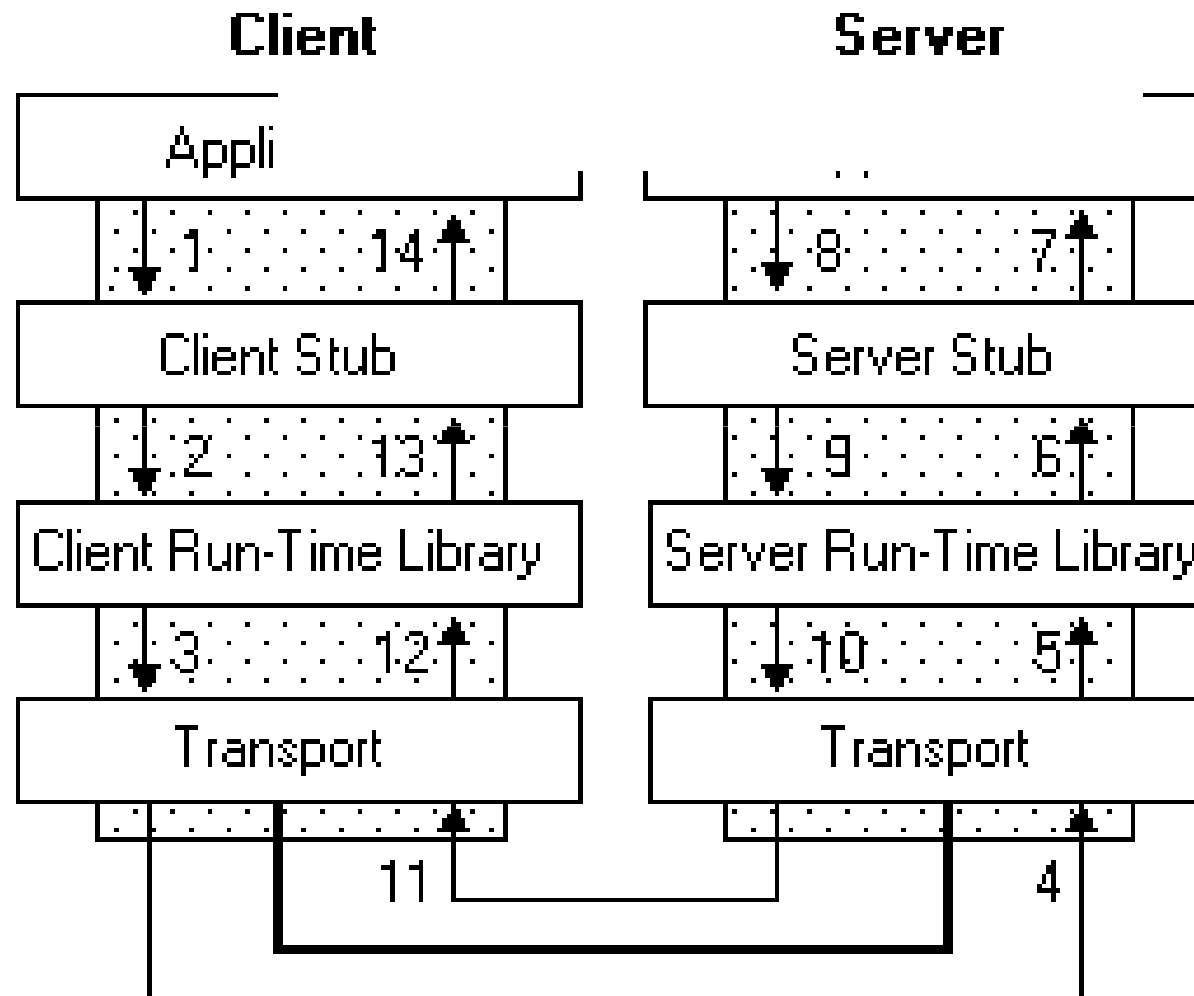 Client Server
Appli
1 14 8 7
Client Stub Server Stub
2 13 9 6
Client Run-Time Library Server Run-Time Library
3 12 10 5
Transport Transport
11 4